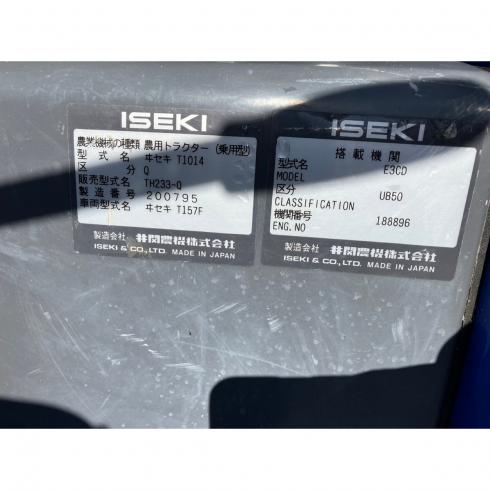 ISEKI
農業機械の種類 農用トラクター (乗用型)
型式名 ヰセキ T1014
区分 Q
販売型式名 TH233-Q
製造番号 200795
車両型式名 ヰセキ T157F
製造会社 井関農機株式会社
ISEKI & CO., LTD. MADE IN JAPAN
ISEKI
搭載機関
型式名 E3CD
MODEL
区分 UB50
CLASSIFICATION
機関番号 188896
ENG.NO
製造会社 井関農機株式会社
ISEKI & CO., LTD. MADE IN JAPAN